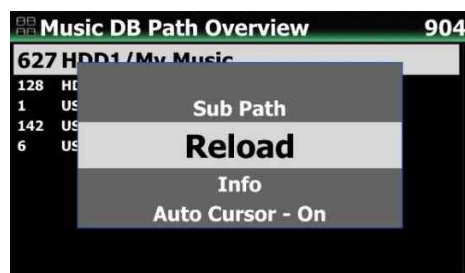 Music DB Path Overview 904
627 HDD1/My Music
128 HD
1 US
142 US
6 US
Sub Path
Reload
Info
Auto Cursor - On